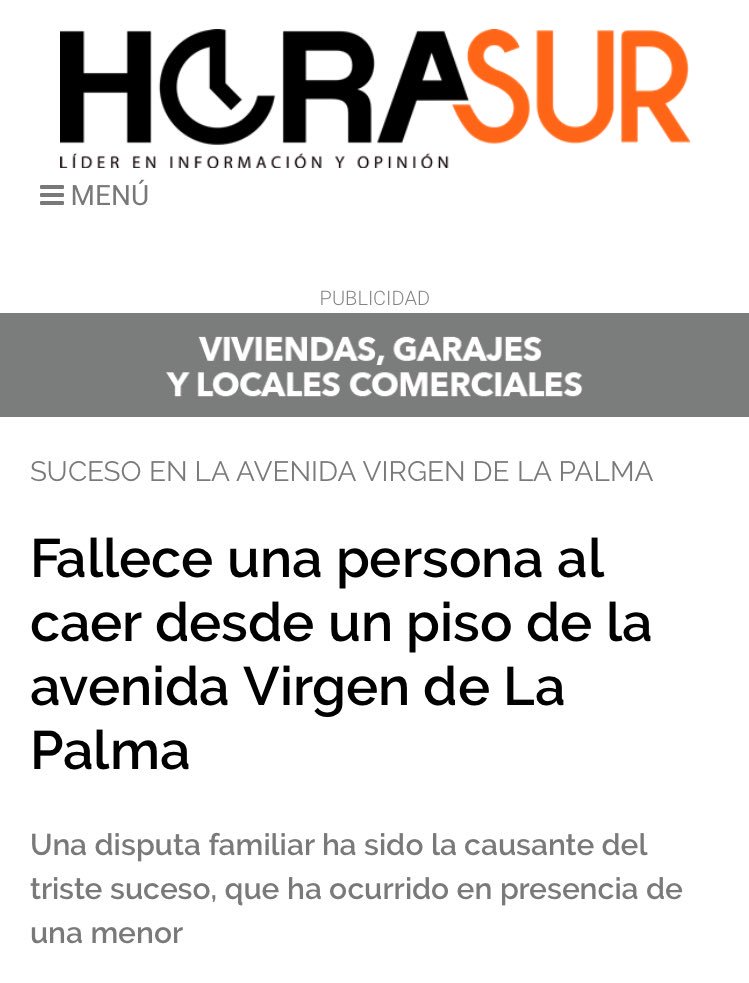 HORASUR
LÍDER EN INFORMACIÓN Y OPINIÓN
MENÚ
PUBLICIDAD
VIVIENDAS, GARAJES
Y LOCALES COMERCIALES
SUCESO EN LA AVENIDA VIRGEN DE LA PALMA
Fallece una persona al
caer desde un piso de la
avenida Virgen de La
Palma
Una disputa familiar ha sido la causante del
triste suceso, que ha ocurrido en presencia de
una menor